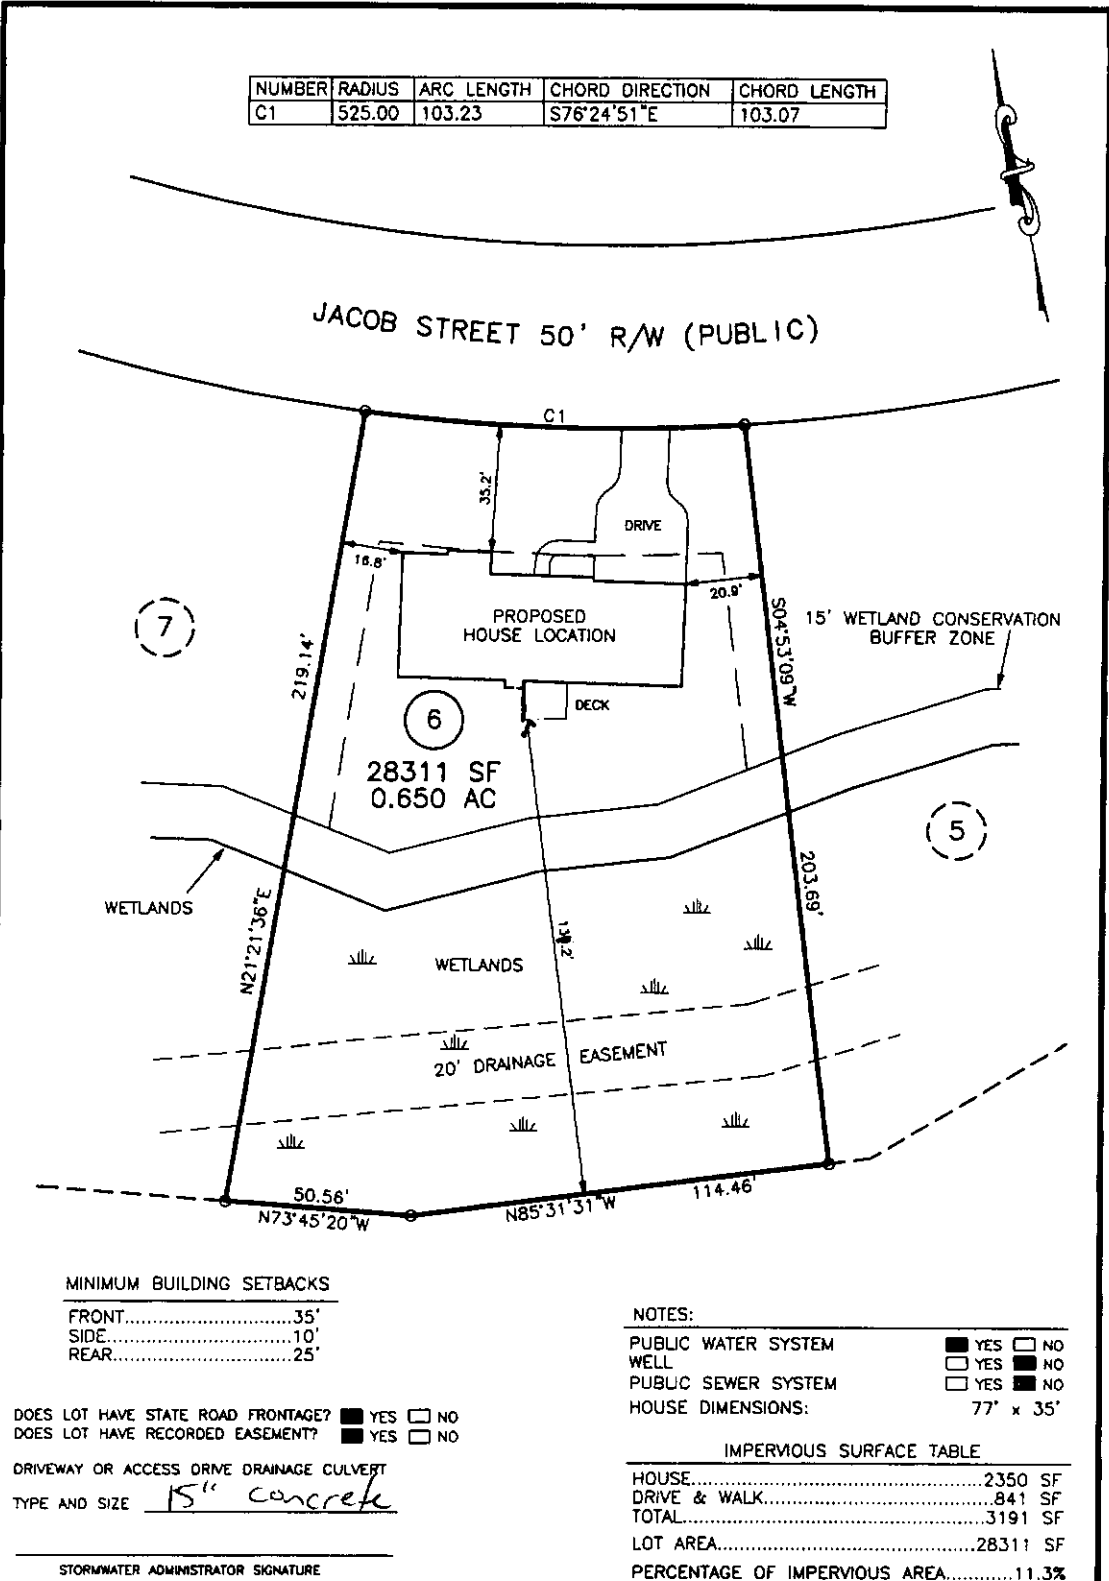 NUMBER RADIUS ARC LENGTH CHORD DIRECTION CHORD LENGTH
C1 525.00 103.23 S76°24'51"E 103.07
JACOB STREET 50' R/W (PUBLIC)
C1
35.2'
DRIVE
16.8'
20.9'
PROPOSED
HOUSE LOCATION
7
219.14'
S04°53'09"W
15' WETLAND CONSERVATION
BUFFER ZONE
6
DECK
28311 SF
0.650 AC
5
WETLANDS
203.69'
N21°21'36"E
WETLANDS
20' DRAINAGE EASEMENT
50.56'
N73°45'20"W
N85°31'31"W
114.46'
MINIMUM BUILDING SETBACKS
FRONT............................35'
SIDE...............................10'
REAR..............................25'
NOTES:
PUBLIC WATER SYSTEM YES NO
WELL YES NO
PUBLIC SEWER SYSTEM YES NO
HOUSE DIMENSIONS: 77' x 35'
DOES LOT HAVE STATE ROAD FRONTAGE? YES NO
DOES LOT HAVE RECORDED EASEMENT? YES NO
DRIVEWAY OR ACCESS DRIVE DRAINAGE CULVERT
TYPE AND SIZE 15" concrete
STORMWATER ADMINISTRATOR SIGNATURE
IMPERVIOUS SURFACE TABLE
HOUSE................................................2350 SF
DRIVE & WALK......................................841 SF
TOTAL.................................................3191 SF
LOT AREA...........................................28311 SF
PERCENTAGE OF IMPERVIOUS AREA...........11.3%